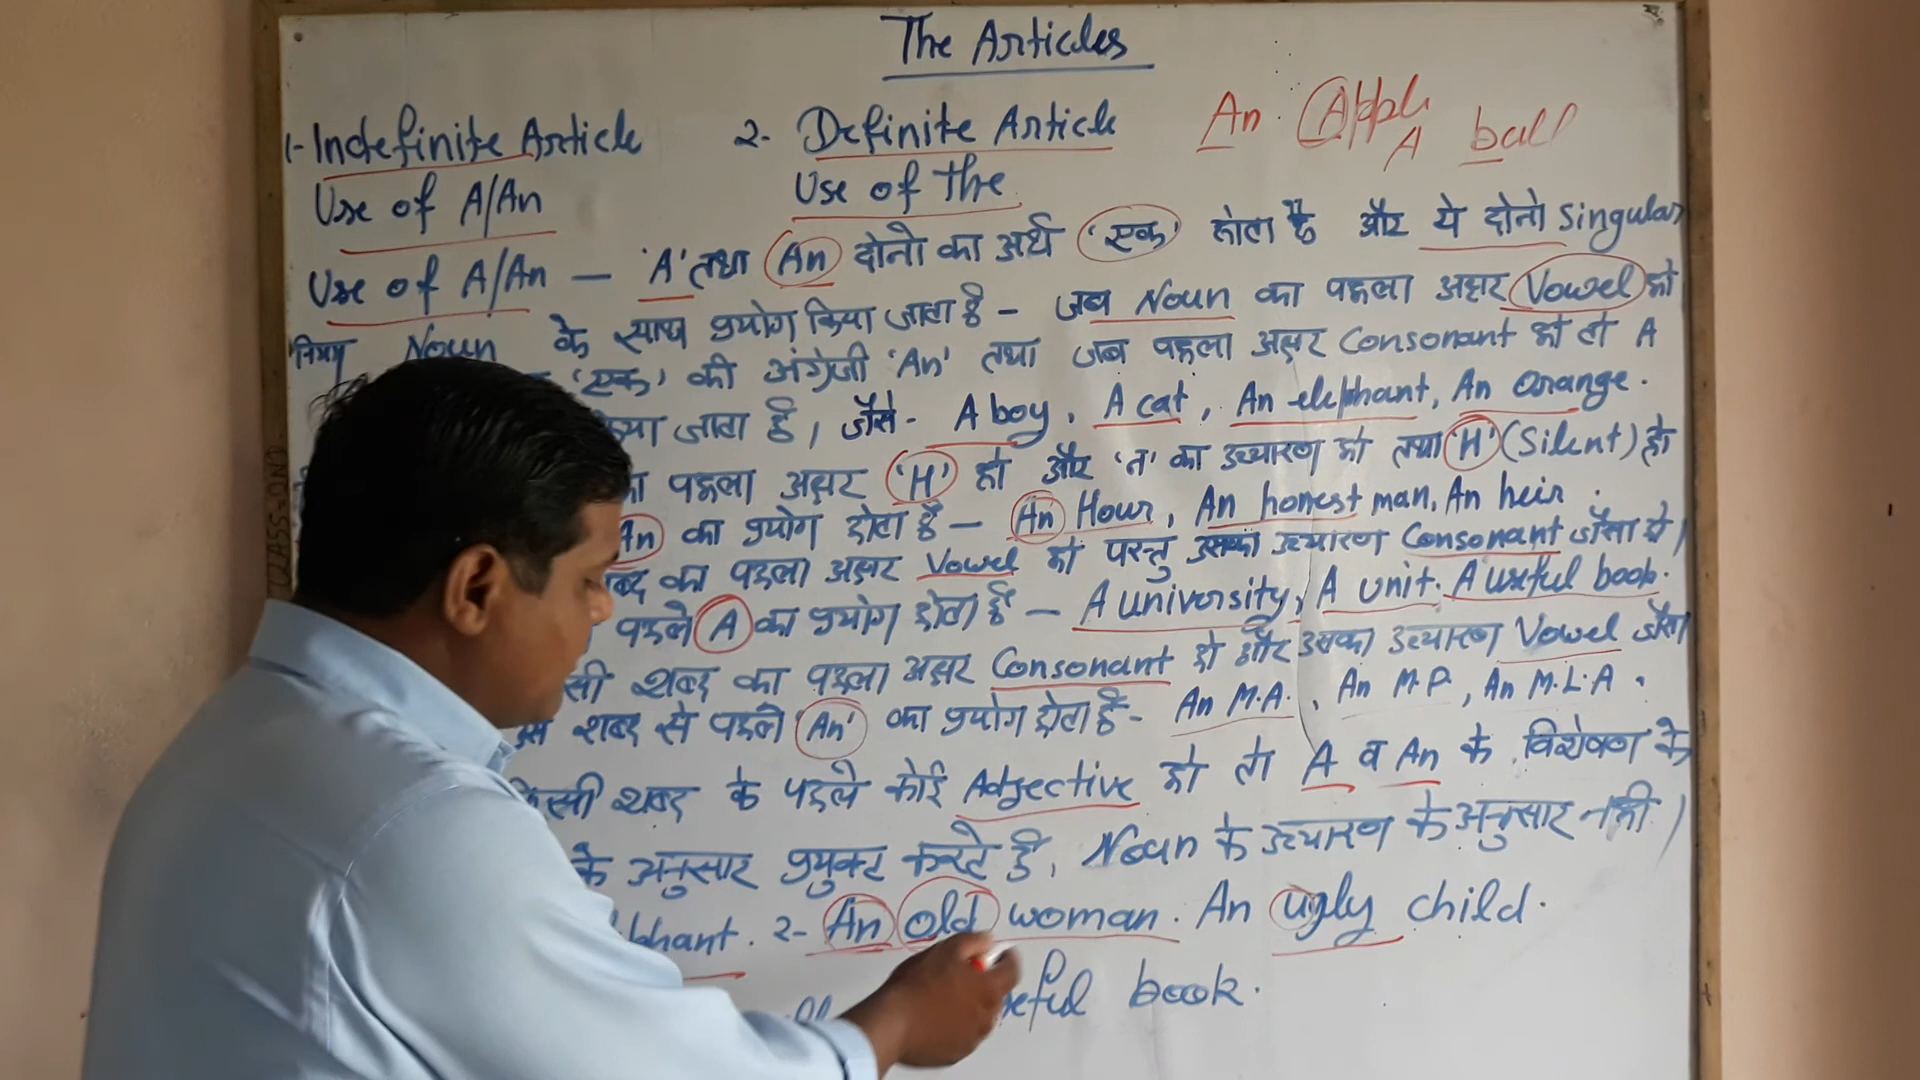 The Articles
1- Indefinite Article 2- Definite Article An Apple
A ball
Use of A/An Use of the
Use of A/An — 'A' तथा An दोनो का अर्थ 'एक' होता है और ये दोनो Singular
नियम Noun के साथ प्रयोग किया जाता है - जब Noun का पहला अक्षर Vowel हो
'एक' की अंग्रेजी 'An' तथा जब पहला अक्षर Consonant हो तो A
जाता है, जैसे- A boy, A cat, An elephant, An orange.
पहला अक्षर 'H' हो और का उच्चारण हो तथा 'H' (Silent) हो
An का प्रयोग होता है — An Hour, An honest man, An heir.
का पहला अक्षर Vowel हो परन्तु उसका उच्चारण Consonant जैसा हो।
पहले A का प्रयोग होता है — A university, A unit. A useful book.
शब्द का पहला अक्षर Consonant हो और उसका उच्चारण Vowel जैसा
शब्द से पहले 'An' का प्रयोग होता है- An M.A., An M.P., An M.L.A.
किसी शब्द के पहले कोई Adjective हो तो A व An के विशेषण के
के अनुसार प्रयुक्त करते है, Noun के उच्चारण के अनुसार नही।
phant. 2- An old woman. An ugly child.
eful book.
CLASS-2ND